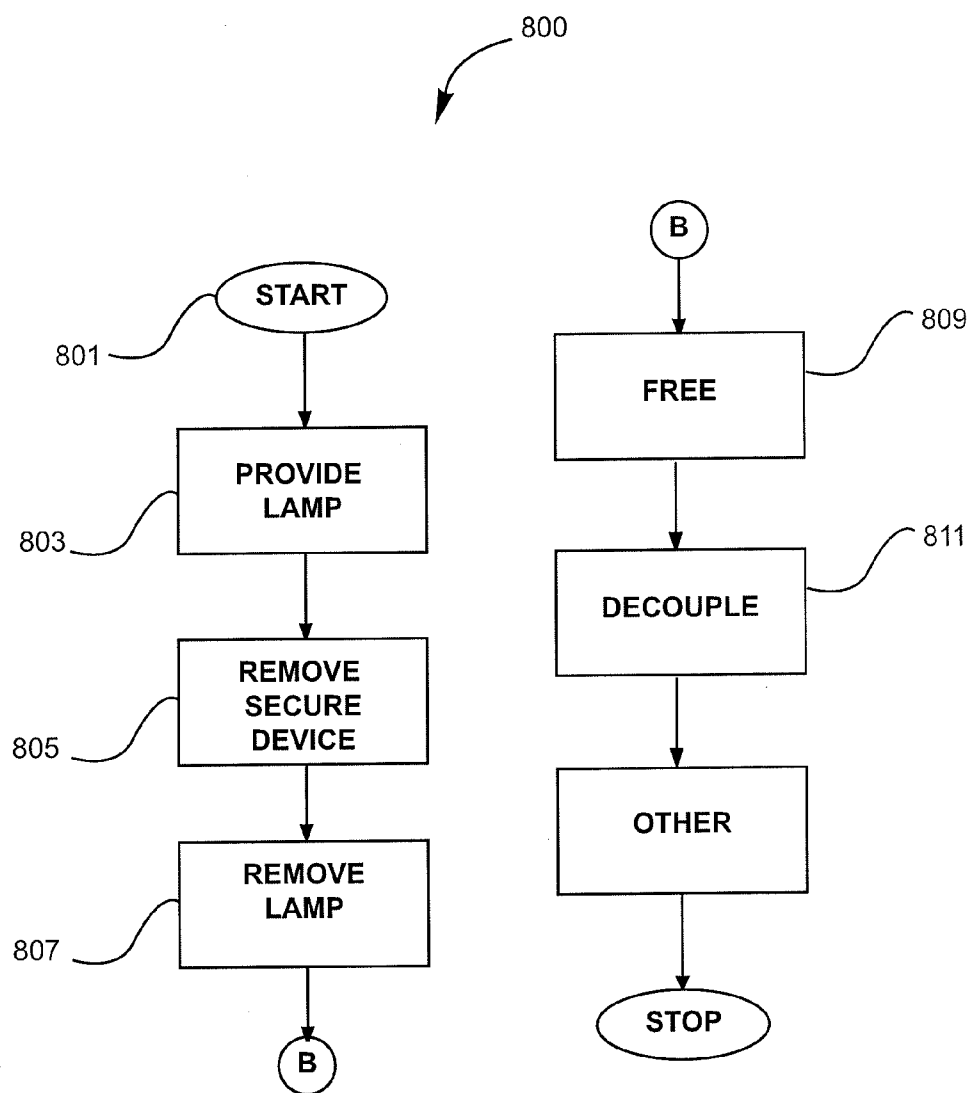 800
START
801
PROVIDE
LAMP
803
REMOVE
SECURE
DEVICE
805
REMOVE
LAMP
807
B
B
FREE
809
DECOUPLE
811
OTHER
STOP